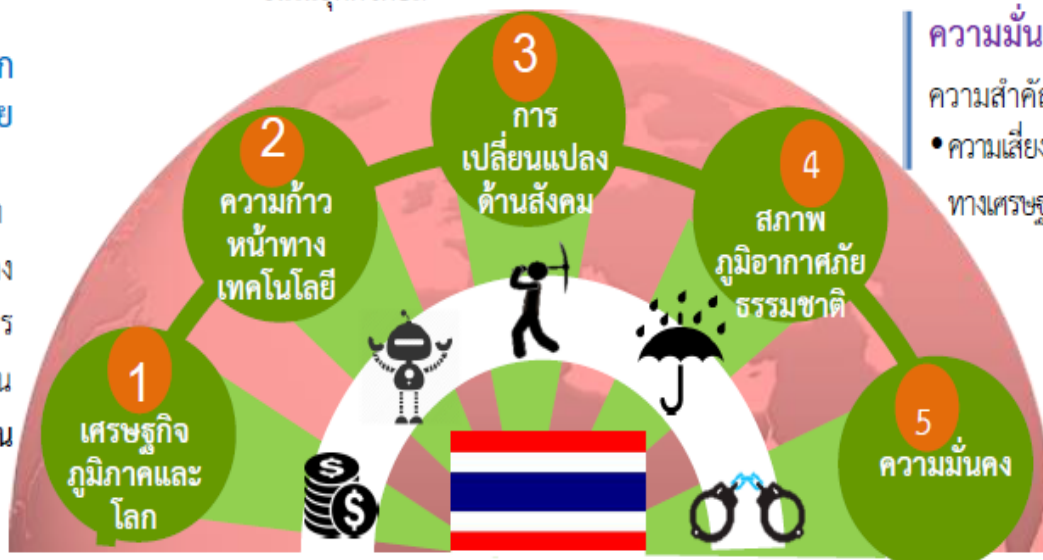 3
การ
เปลี่ยนแปลง
ด้านสังคม
2
ความก้าว
หน้าทาง
เทคโนโลยี
4
สภาพ
ภูมิอากาศภัย
ธรรมชาติ
1
เศรษฐกิจ
ภูมิภาคและ
โลก
5
ความมั่นคง
$
$
ความมั่น
ความสำคัญ
• ความเสี่ยง
ทางเศรษฐ